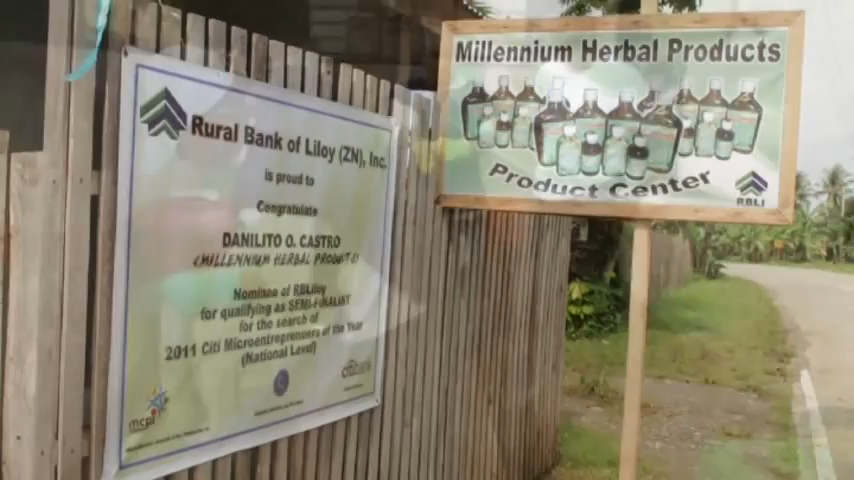 Rural Bank of Liloy (ZN), Inc.
is proud to
Congratulate
DANILITO O. CASTRO
(MILLENNIUM HERBAL PRODUCTS)
Nominee of RBLiloy
for qualifying as SEMI-FINALIST
for the search of
2011 Citi Microentrepreneurs of the Year
(National Level)
mcpi
citibank
Millennium Herbal Products
Product Center
RBLI